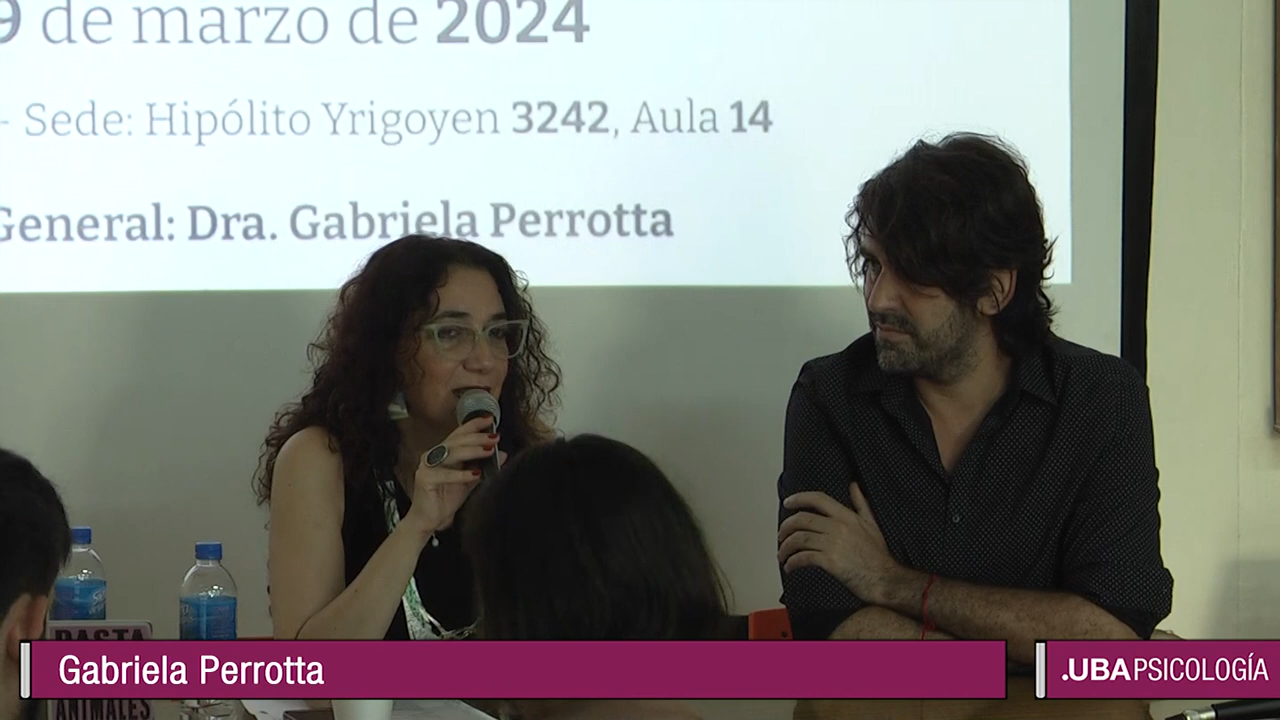 9 de marzo de 2024
- Sede: Hipólito Yrigoyen 3242, Aula 14
General: Dra. Gabriela Perrotta
BASTA
ANIMALES
Gabriela Perrotta
.UBAPSICOLOGÍA